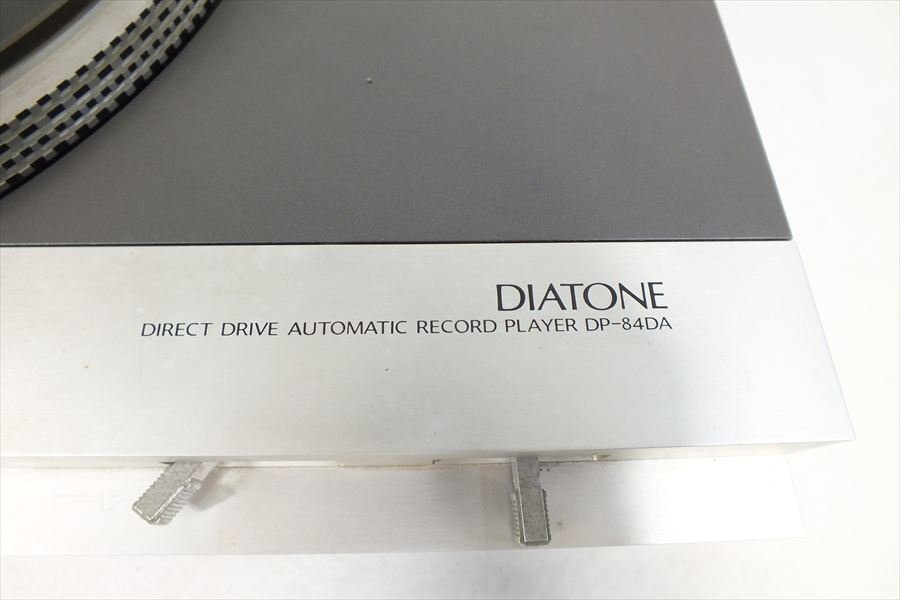 DIATONE
DIRECT DRIVE AUTOMATIC RECORD PLAYER DP-84DA